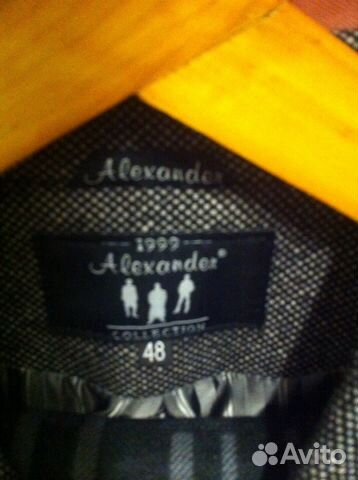 Alexander
1999
Alexander®
COLLECTION
48
Avito